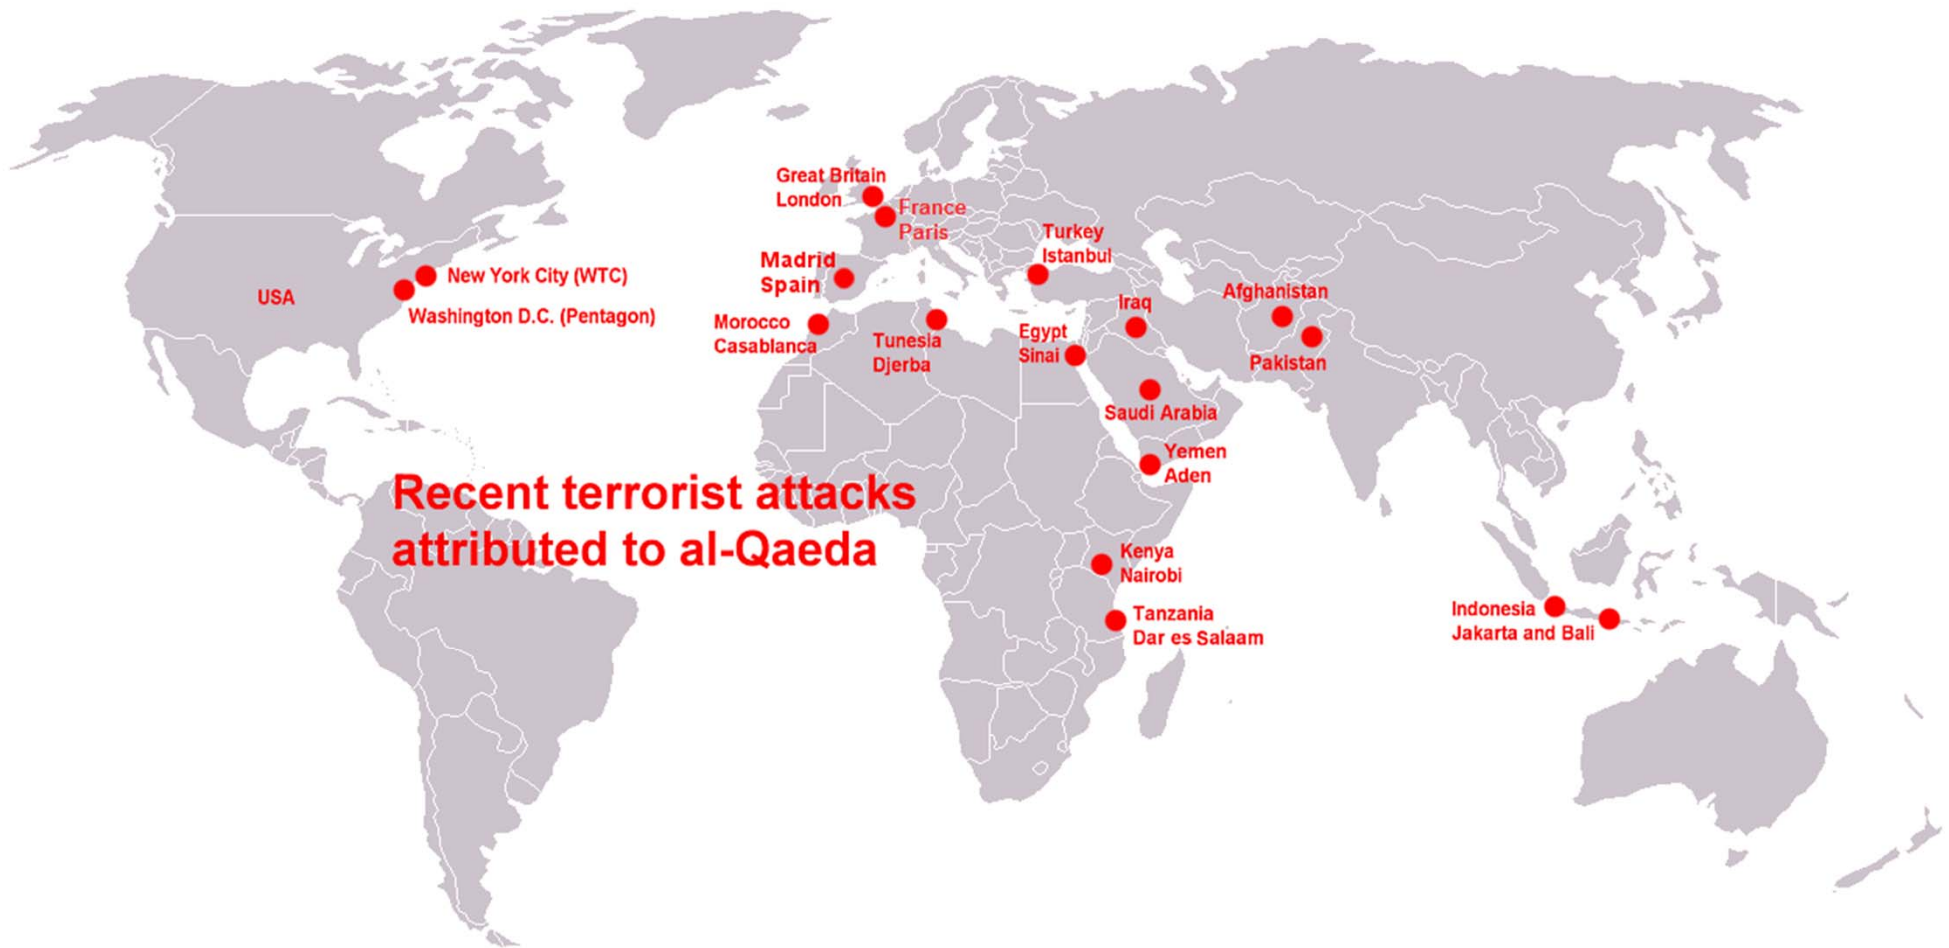 Great Britain
London
France
Paris
Turkey
Istanbul
Madrid
Spain
New York City (WTC)
USA
Washington D.C. (Pentagon)
Morocco
Casablanca
Tunesia
Djerba
Egypt
Sinai
Iraq
Afghanistan
Pakistan
Saudi Arabia
Yemen
Aden
Recent terrorist attacks
attributed to al-Qaeda
Kenya
Nairobi
Tanzania
Dar es Salaam
Indonesia
Jakarta and Bali